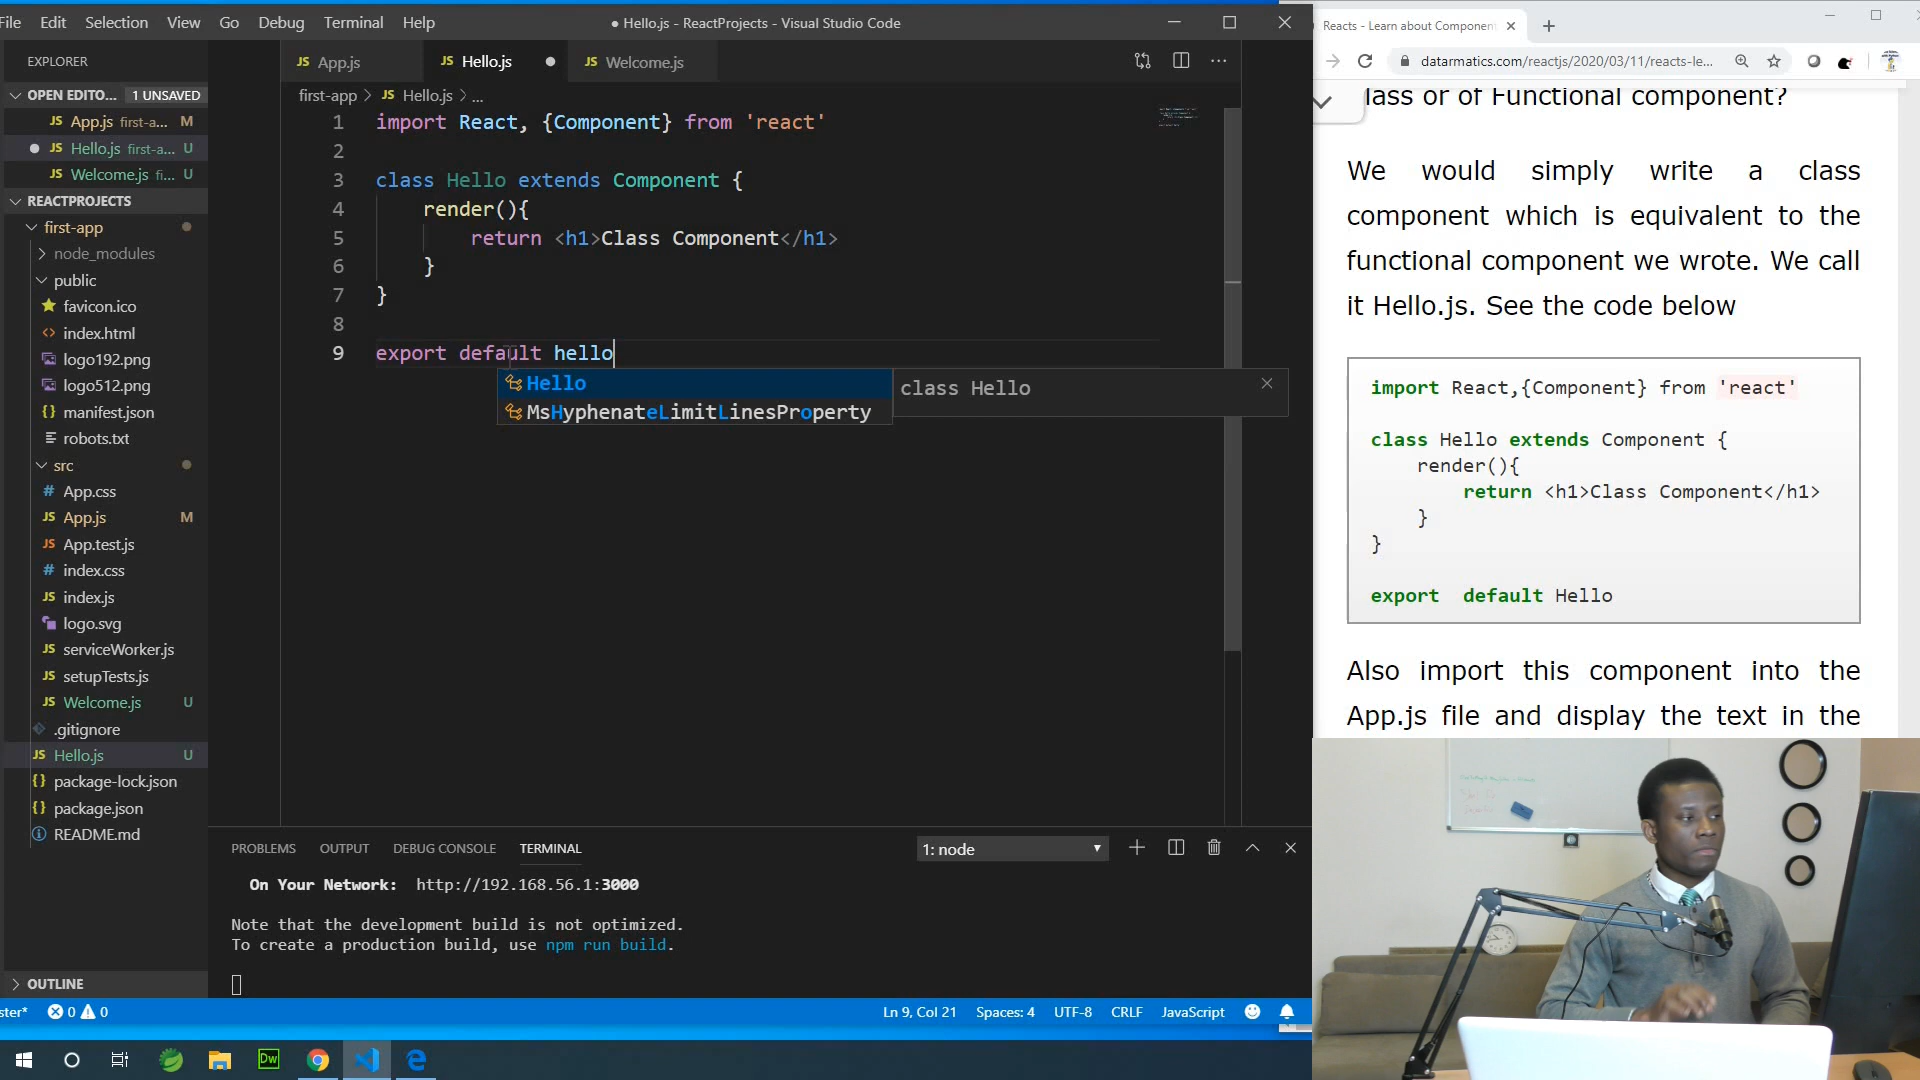 File Edit Selection View Go Debug Terminal Help
● Hello.js - ReactProjects - Visual Studio Code
EXPLORER
OPEN EDITO... 1 UNSAVED
JS App.js first-a... M
JS Hello.js first-a... U
JS Welcome.js fi... U
REACTPROJECTS
first-app
node_modules
public
favicon.ico
index.html
logo192.png
logo512.png
{} manifest.json
robots.txt
src
# App.css
JS App.js M
JS App.test.js
# index.css
JS index.js
logo.svg
JS serviceWorker.js
JS setupTests.js
JS Welcome.js U
.gitignore
JS Hello.js U
{} package-lock.json
{} package.json
README.md
OUTLINE
JS App.js JS Hello.js ● JS Welcome.js
first-app > JS Hello.js > ...
1 import React, {Component} from 'react'
2
3 class Hello extends Component {
4 render(){
5 return <h1>Class Component</h1>
6 }
7 }
8
9 export default hello
Hello
class Hello
MsHyphenateLimitLinesProperty
PROBLEMS OUTPUT DEBUG CONSOLE TERMINAL
1: node
On Your Network: http://192.168.56.1:3000
Note that the development build is not optimized.
To create a production build, use npm run build.
ster* 0 0
Ln 9, Col 21 Spaces: 4 UTF-8 CRLF JavaScript
Dw
Reacts - Learn about Component
datarmatics.com/reactjs/2020/03/11/reacts-le...
lass or of Functional component?
We would simply write a class
component which is equivalent to the
functional component we wrote. We call
it Hello.js. See the code below
import React,{Component} from 'react'
class Hello extends Component {
render(){
return <h1>Class Component</h1>
}
}
export default Hello
Also import this component into the
App.js file and display the text in the